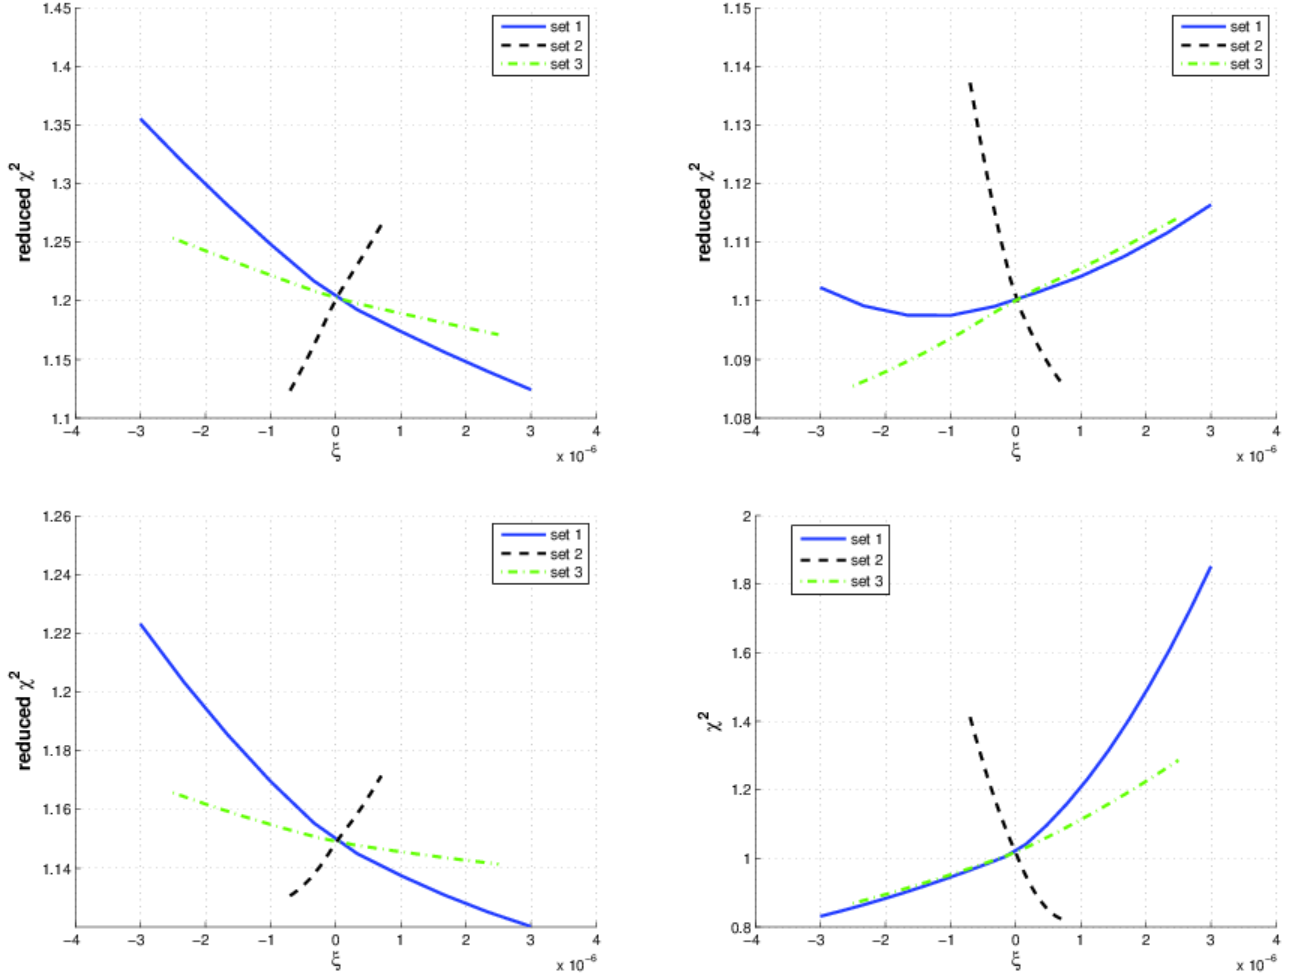 1.45
1.4
1.35
1.3
1.25
1.2
1.15
1.1
−4 −3 −2 −1 0 1 2 3 4
reduced χ²
ξ
x 10⁻⁶
set 1
set 2
set 3
1.15
1.14
1.13
1.12
1.11
1.1
1.09
1.08
−4 −3 −2 −1 0 1 2 3 4
reduced χ²
ξ
x 10⁻⁶
set 1
set 2
set 3
1.26
1.24
1.22
1.2
1.18
1.16
1.14
−4 −3 −2 −1 0 1 2 3 4
reduced χ²
ξ
x 10⁻⁶
set 1
set 2
set 3
2
1.8
1.6
1.4
1.2
1
0.8
−4 −3 −2 −1 0 1 2 3 4
χ²
ξ
x 10⁻⁶
set 1
set 2
set 3